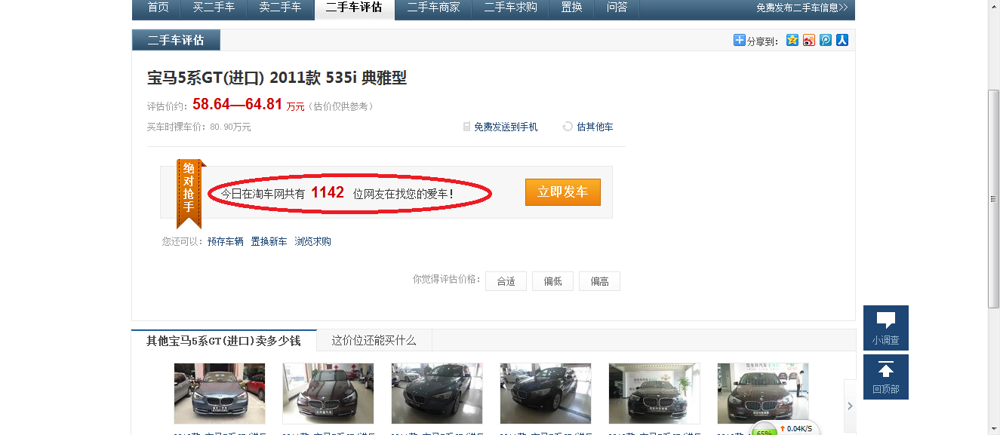 首页 买二手车 卖二手车 二手车评估 二手车商家 二手车求购 置换 问答 免费发布二手车信息>>
二手车评估 分享到：
宝马5系GT(进口) 2011款 535i 典雅型
评估价约： 58.64—64.81 万元（估价仅供参考）
买车时裸车价：80.90万元 免费发送到手机 估其他车
绝对抢手
今日在淘车网共有 1142 位网友在找您的爱车！ 立即发车
您还可以： 预存车辆 置换新车 浏览求购
你觉得评估价格： 合适 偏低 偏高
小调查
其他宝马5系GT(进口)卖多少钱 这价位还能买什么
回顶部
65% 0.04K/S